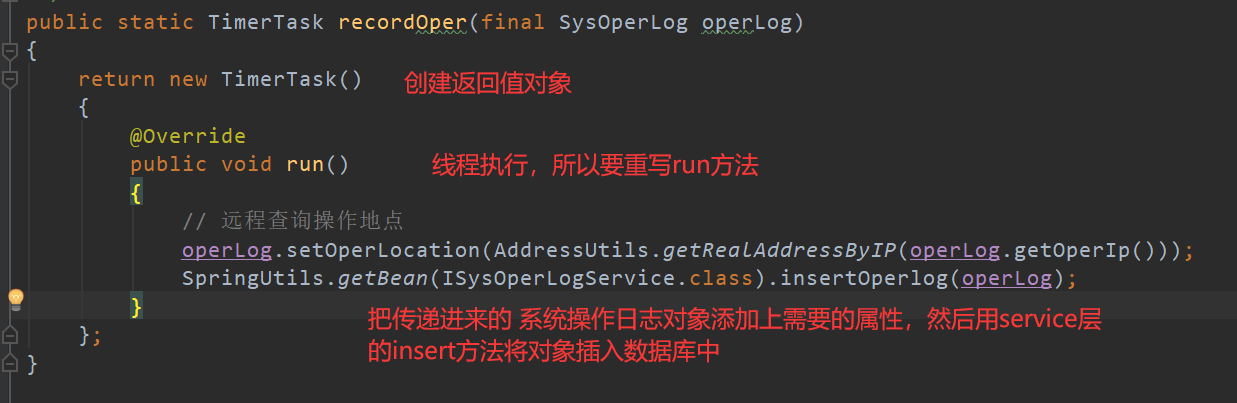 public static TimerTask recordOper(final SysOperLog operLog)
{
return new TimerTask() 创建返回值对象
{
@Override
public void run() 线程执行，所以要重写run方法
{
// 远程查询操作地点
operLog.setOperLocation(AddressUtils.getRealAddressByIP(operLog.getOperIp()));
SpringUtils.getBean(ISysOperLogService.class).insertOperlog(operLog);
}
把传递进来的 系统操作日志对象添加上需要的属性，然后用service层
的insert方法将对象插入数据库中
};
}